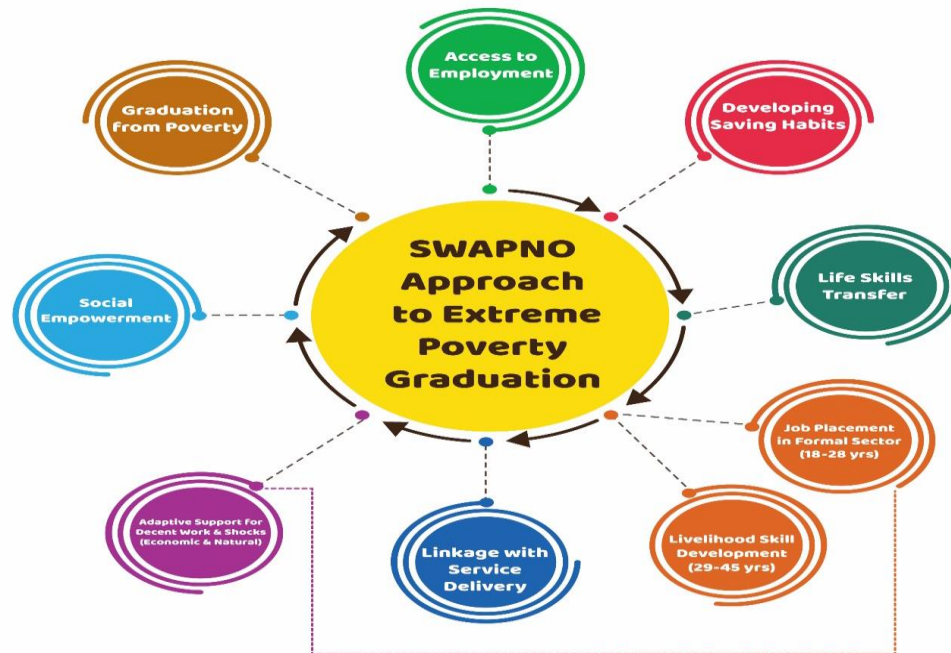 Access to
Employment
Developing
Saving Habits
Life Skills
Transfer
Job Placement
in Formal Sector
(18-28 yrs)
Livelihood Skill
Development
(29-45 yrs)
Linkage with
Service
Delivery
Adaptive Support for
Decent Work & Shocks
(Economic & Natural)
Social
Empowerment
Graduation
from Poverty
SWAPNO
Approach
to Extreme
Poverty
Graduation